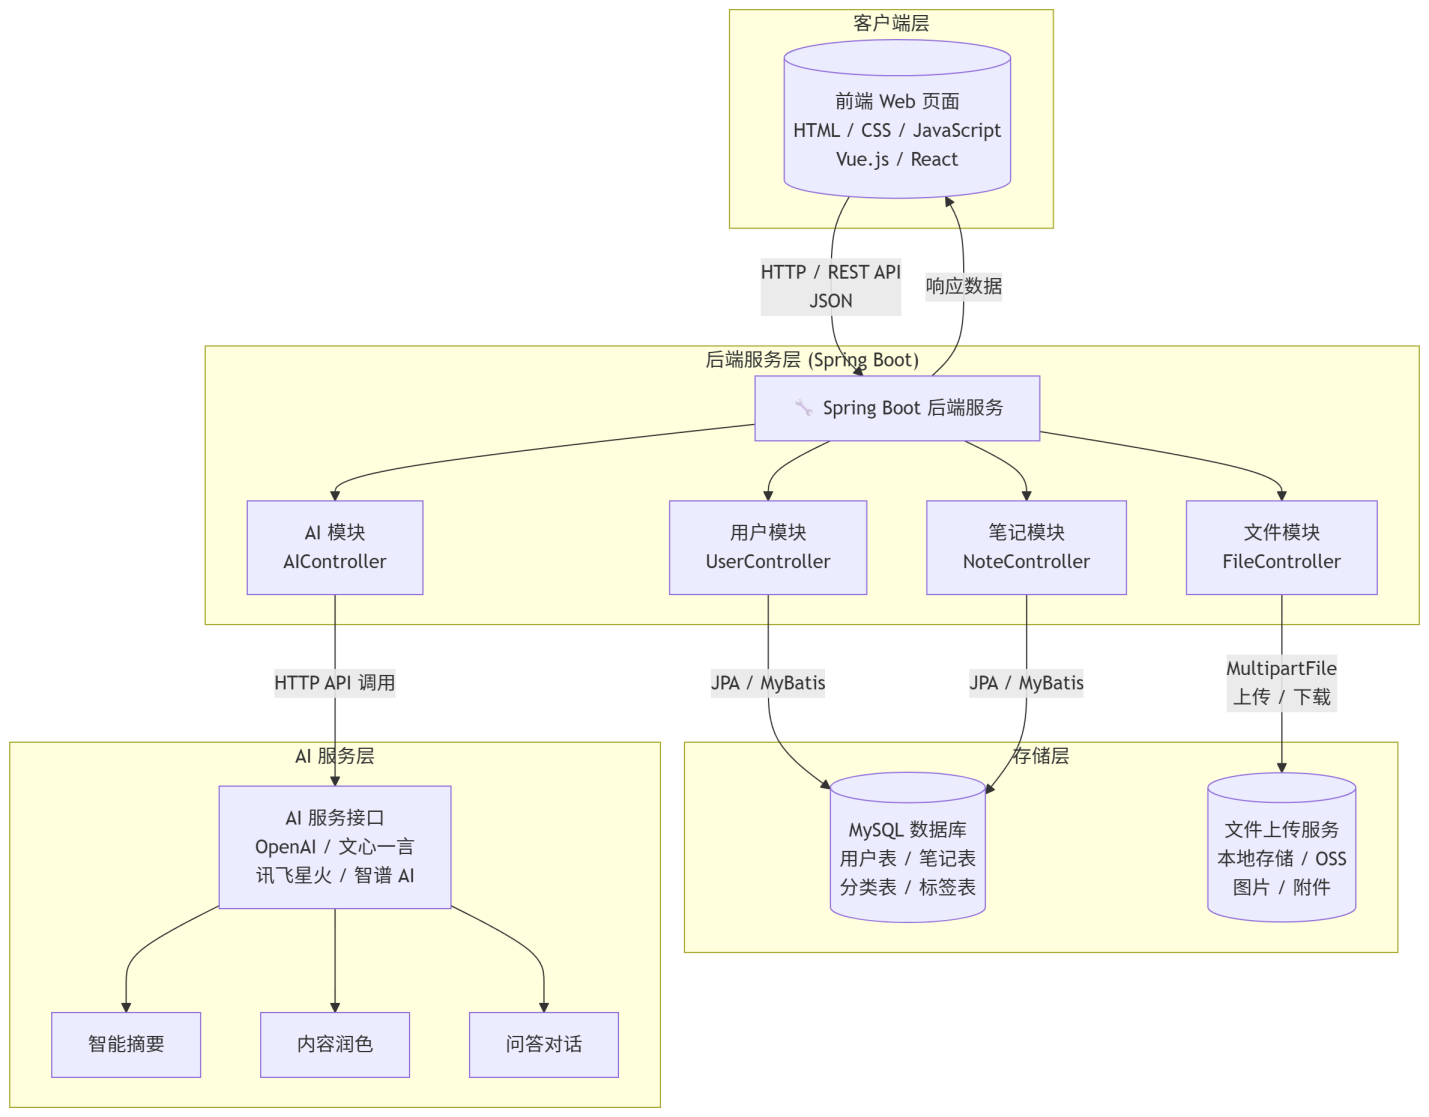 客户端层
前端 Web 页面
HTML / CSS / JavaScript
Vue.js / React
HTTP / REST API
JSON
响应数据
后端服务层 (Spring Boot)
🔧 Spring Boot 后端服务
AI 模块
AIController
用户模块
UserController
笔记模块
NoteController
文件模块
FileController
HTTP API 调用
JPA / MyBatis
JPA / MyBatis
MultipartFile
上传 / 下载
AI 服务层
AI 服务接口
OpenAI / 文心一言
讯飞星火 / 智谱 AI
智能摘要
内容润色
问答对话
存储层
MySQL 数据库
用户表 / 笔记表
分类表 / 标签表
文件上传服务
本地存储 / OSS
图片 / 附件